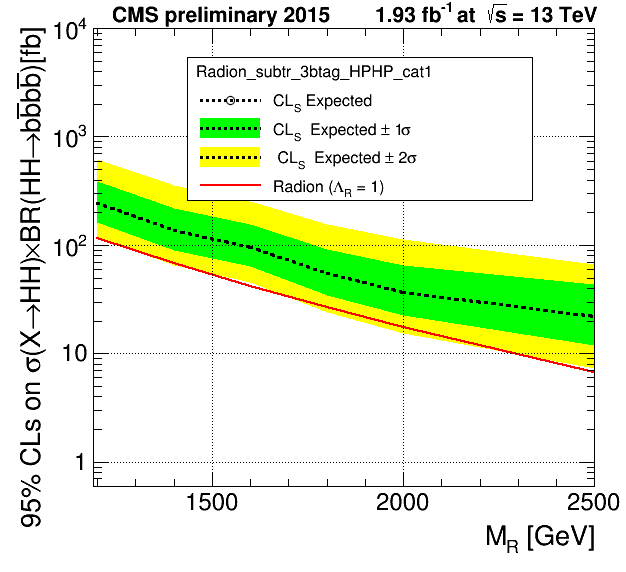 CMS preliminary 2015 1.93 fb⁻¹ at √s = 13 TeV
95% CLs on σ(X→HH)×BR(HH→bb̅bb̅)[fb]
10⁴
10³
10²
10
1
Radion_subtr_3btag_HPHP_cat1
CLₛ Expected
CLₛ Expected ± 1σ
CLₛ Expected ± 2σ
Radion (Λ_R = 1)
1500 2000 2500
M_R [GeV]